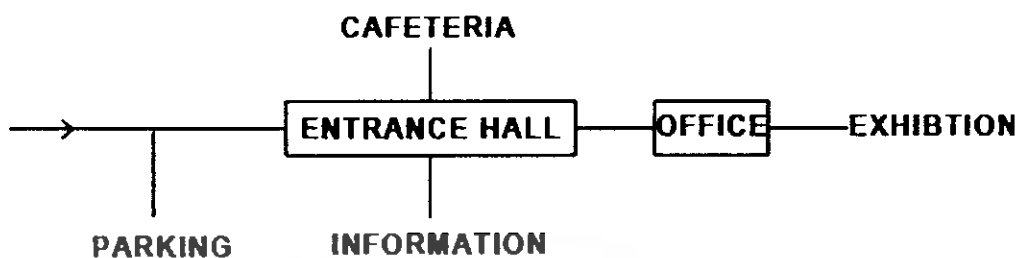 CAFETERIA
ENTRANCE HALL OFFICE EXHIBTION
PARKING INFORMATION